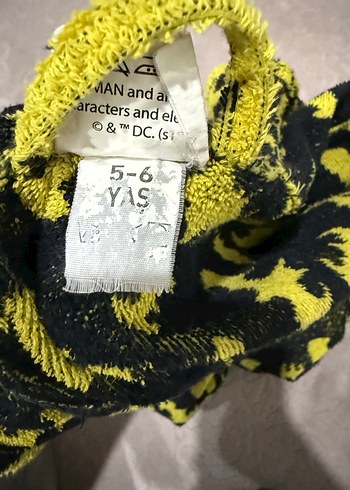 MAN and
aracters and ele
© & ™ DC. (s
5-6
YAS